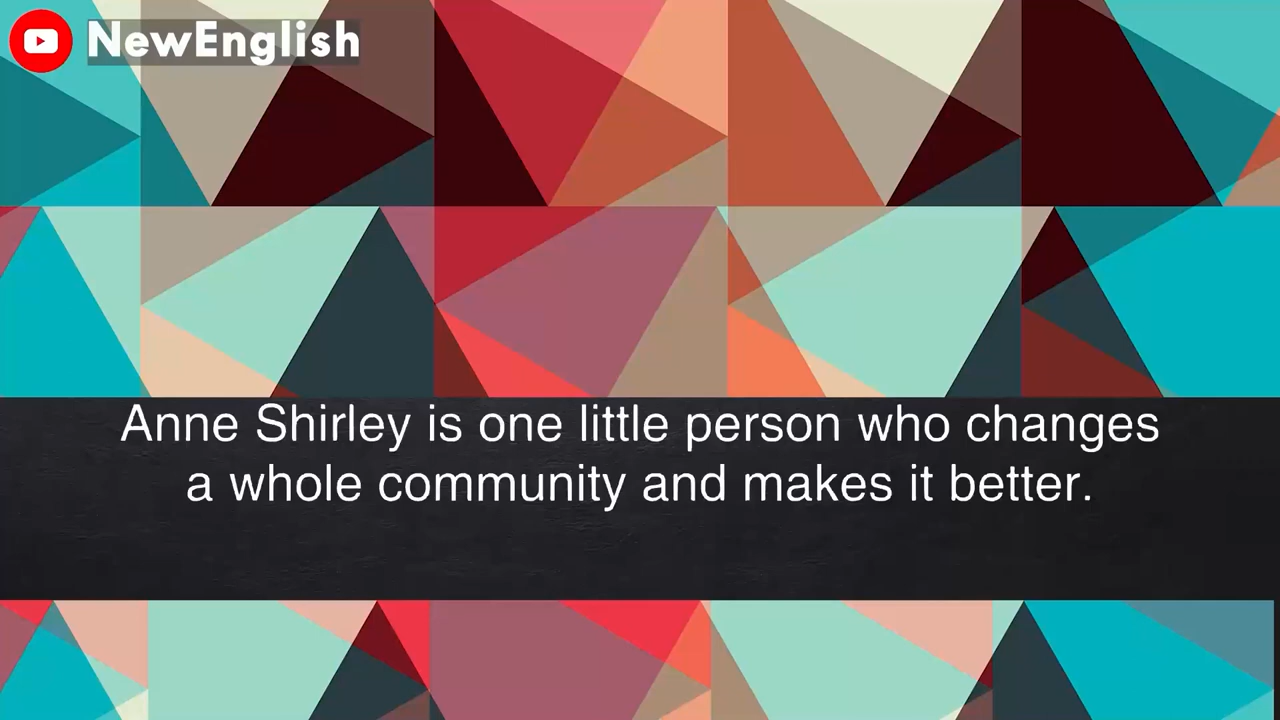 NewEnglish
Anne Shirley is one little person who changes
a whole community and makes it better.